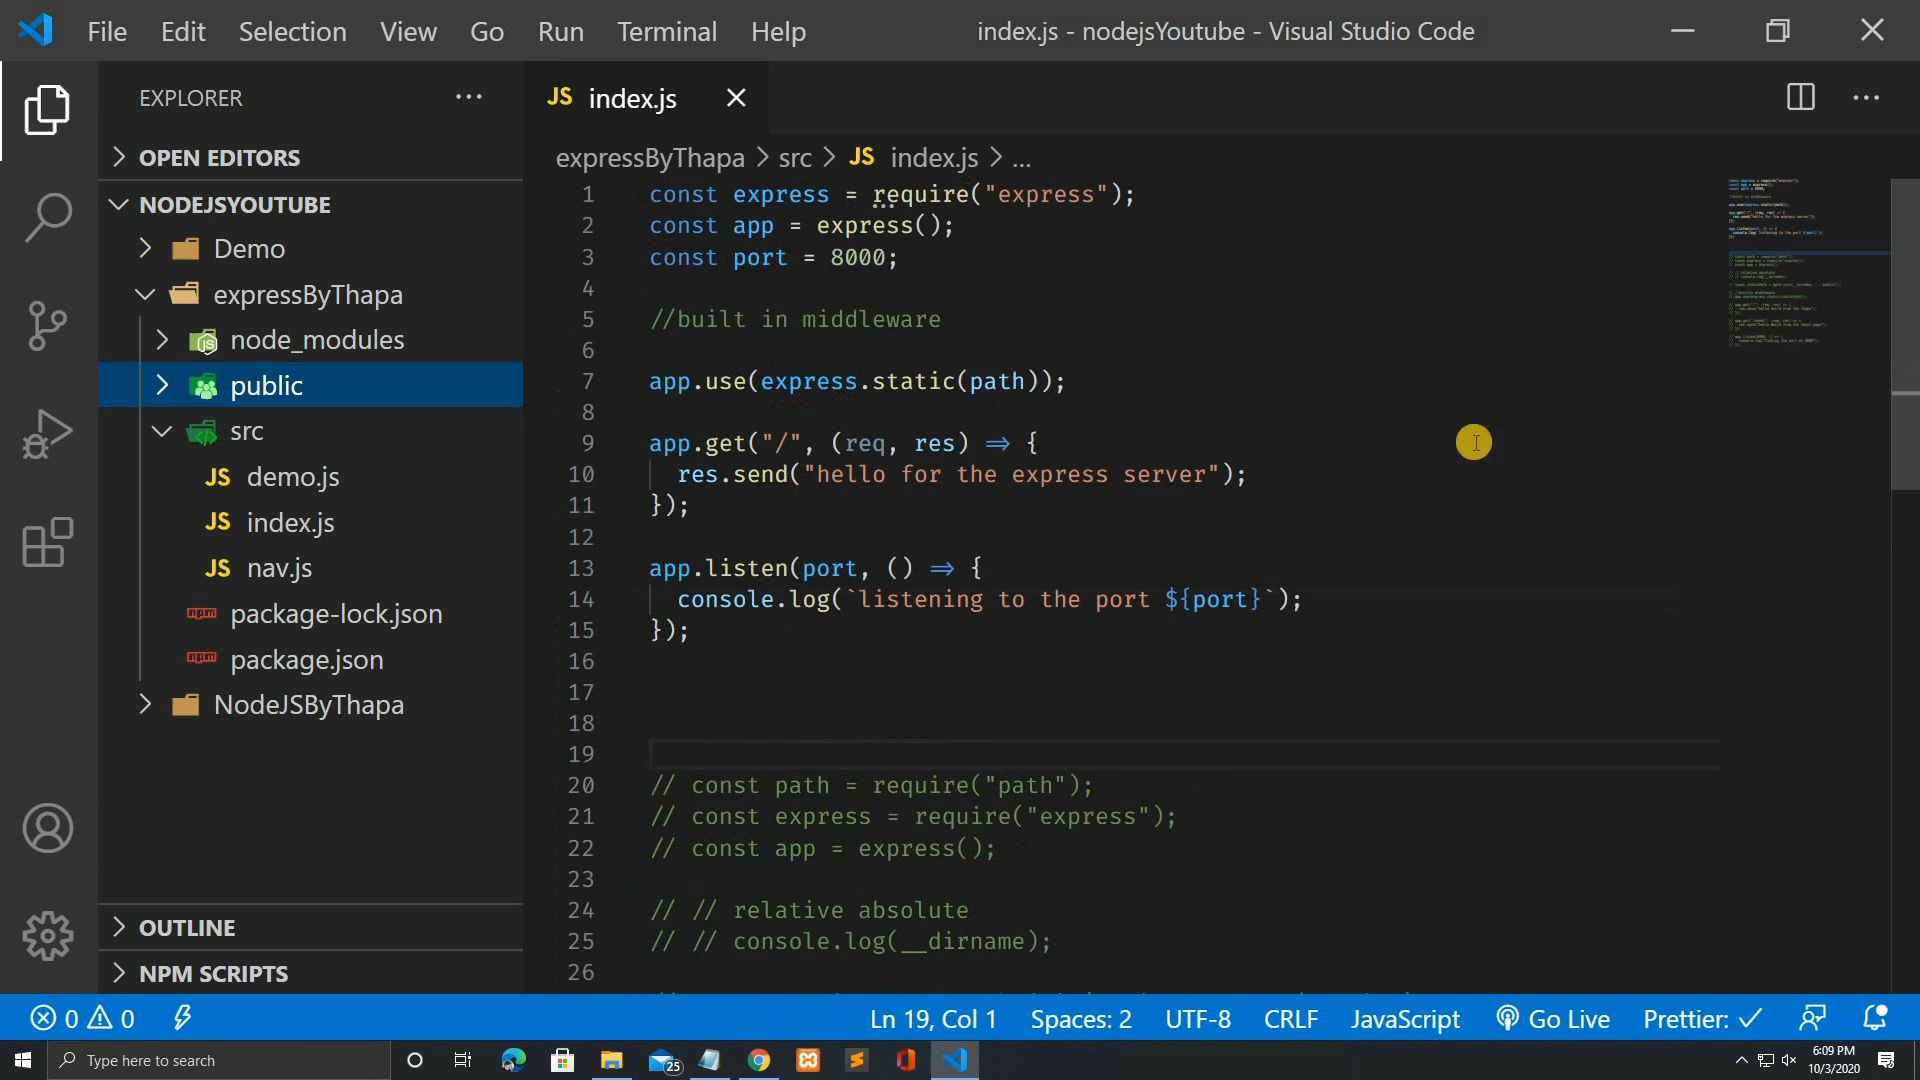 File Edit Selection View Go Run Terminal Help index.js - nodejsYoutube - Visual Studio Code
EXPLORER
JS index.js
OPEN EDITORS
expressByThapa > src > JS index.js > ...
NODEJSYOUTUBE
Demo
expressByThapa
node_modules
public
src
JS demo.js
JS index.js
JS nav.js
package-lock.json
package.json
NodeJSByThapa
OUTLINE
NPM SCRIPTS
1 const express = require("express");
2 const app = express();
3 const port = 8000;
4
5 //built in middleware
6
7 app.use(express.static(path));
8
9 app.get("/", (req, res) => {
10 res.send("hello for the express server");
11 });
12
13 app.listen(port, () => {
14 console.log(`listening to the port ${port}`);
15 });
16
17
18
19
20 // const path = require("path");
21 // const express = require("express");
22 // const app = express();
23
24 // // relative absolute
25 // // console.log(__dirname);
26
0 0 Ln 19, Col 1 Spaces: 2 UTF-8 CRLF JavaScript Go Live Prettier: ✓
Type here to search
25
6:09 PM
10/3/2020